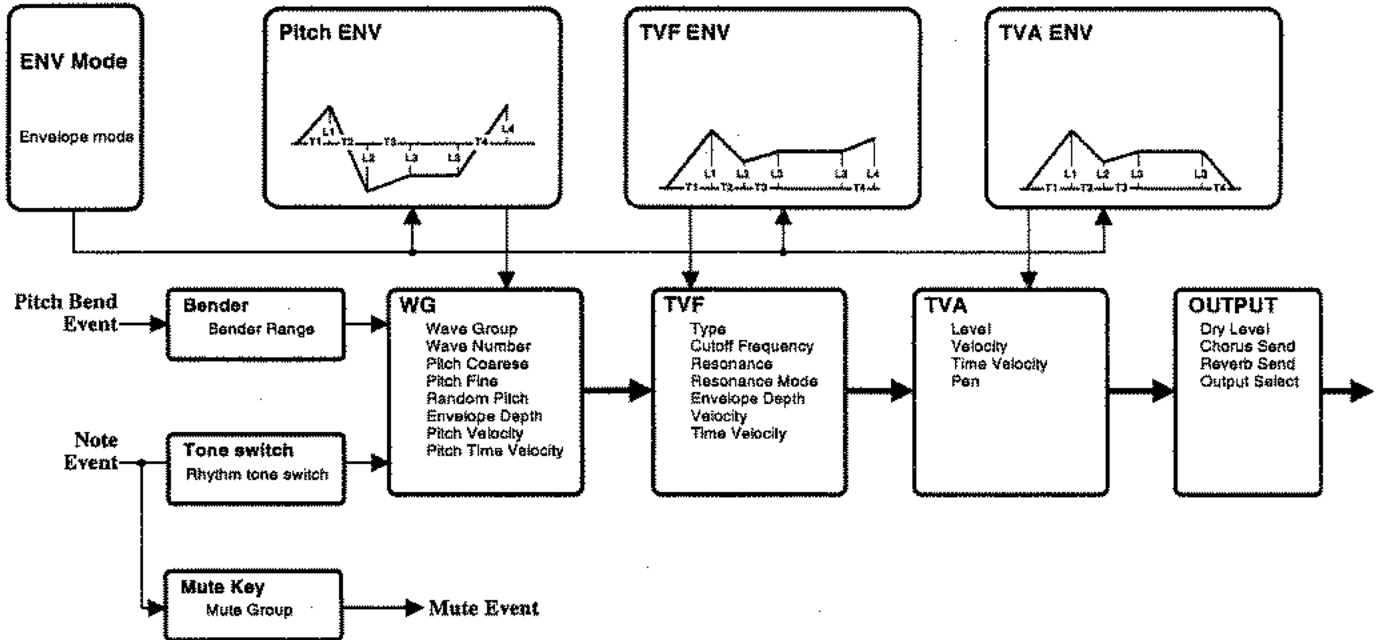 ENV Mode
Envelope mode
Pitch ENV
L1
T1 T2 T3 T4
L4
L2 L3 L3
TVF ENV
L1 L2 L3 L3 L4
T1 T2 T3 T4
TVA ENV
L1 L2 L3 L3
T1 T2 T3 T4
Pitch Bend
Event
Bender
Bender Range
Note
Event
Tone switch
Rhythm tone switch
Mute Key
Mute Group
Mute Event
WG
Wave Group
Wave Number
Pitch Coarese
Pitch Fine
Random Pitch
Envelope Depth
Pitch Velocity
Pitch Time Velocity
TVF
Type
Cutoff Frequency
Resonance
Resonance Mode
Envelope Depth
Velocity
Time Velocity
TVA
Level
Velocity
Time Velocity
Pen
OUTPUT
Dry Level
Chorus Send
Reverb Send
Output Select